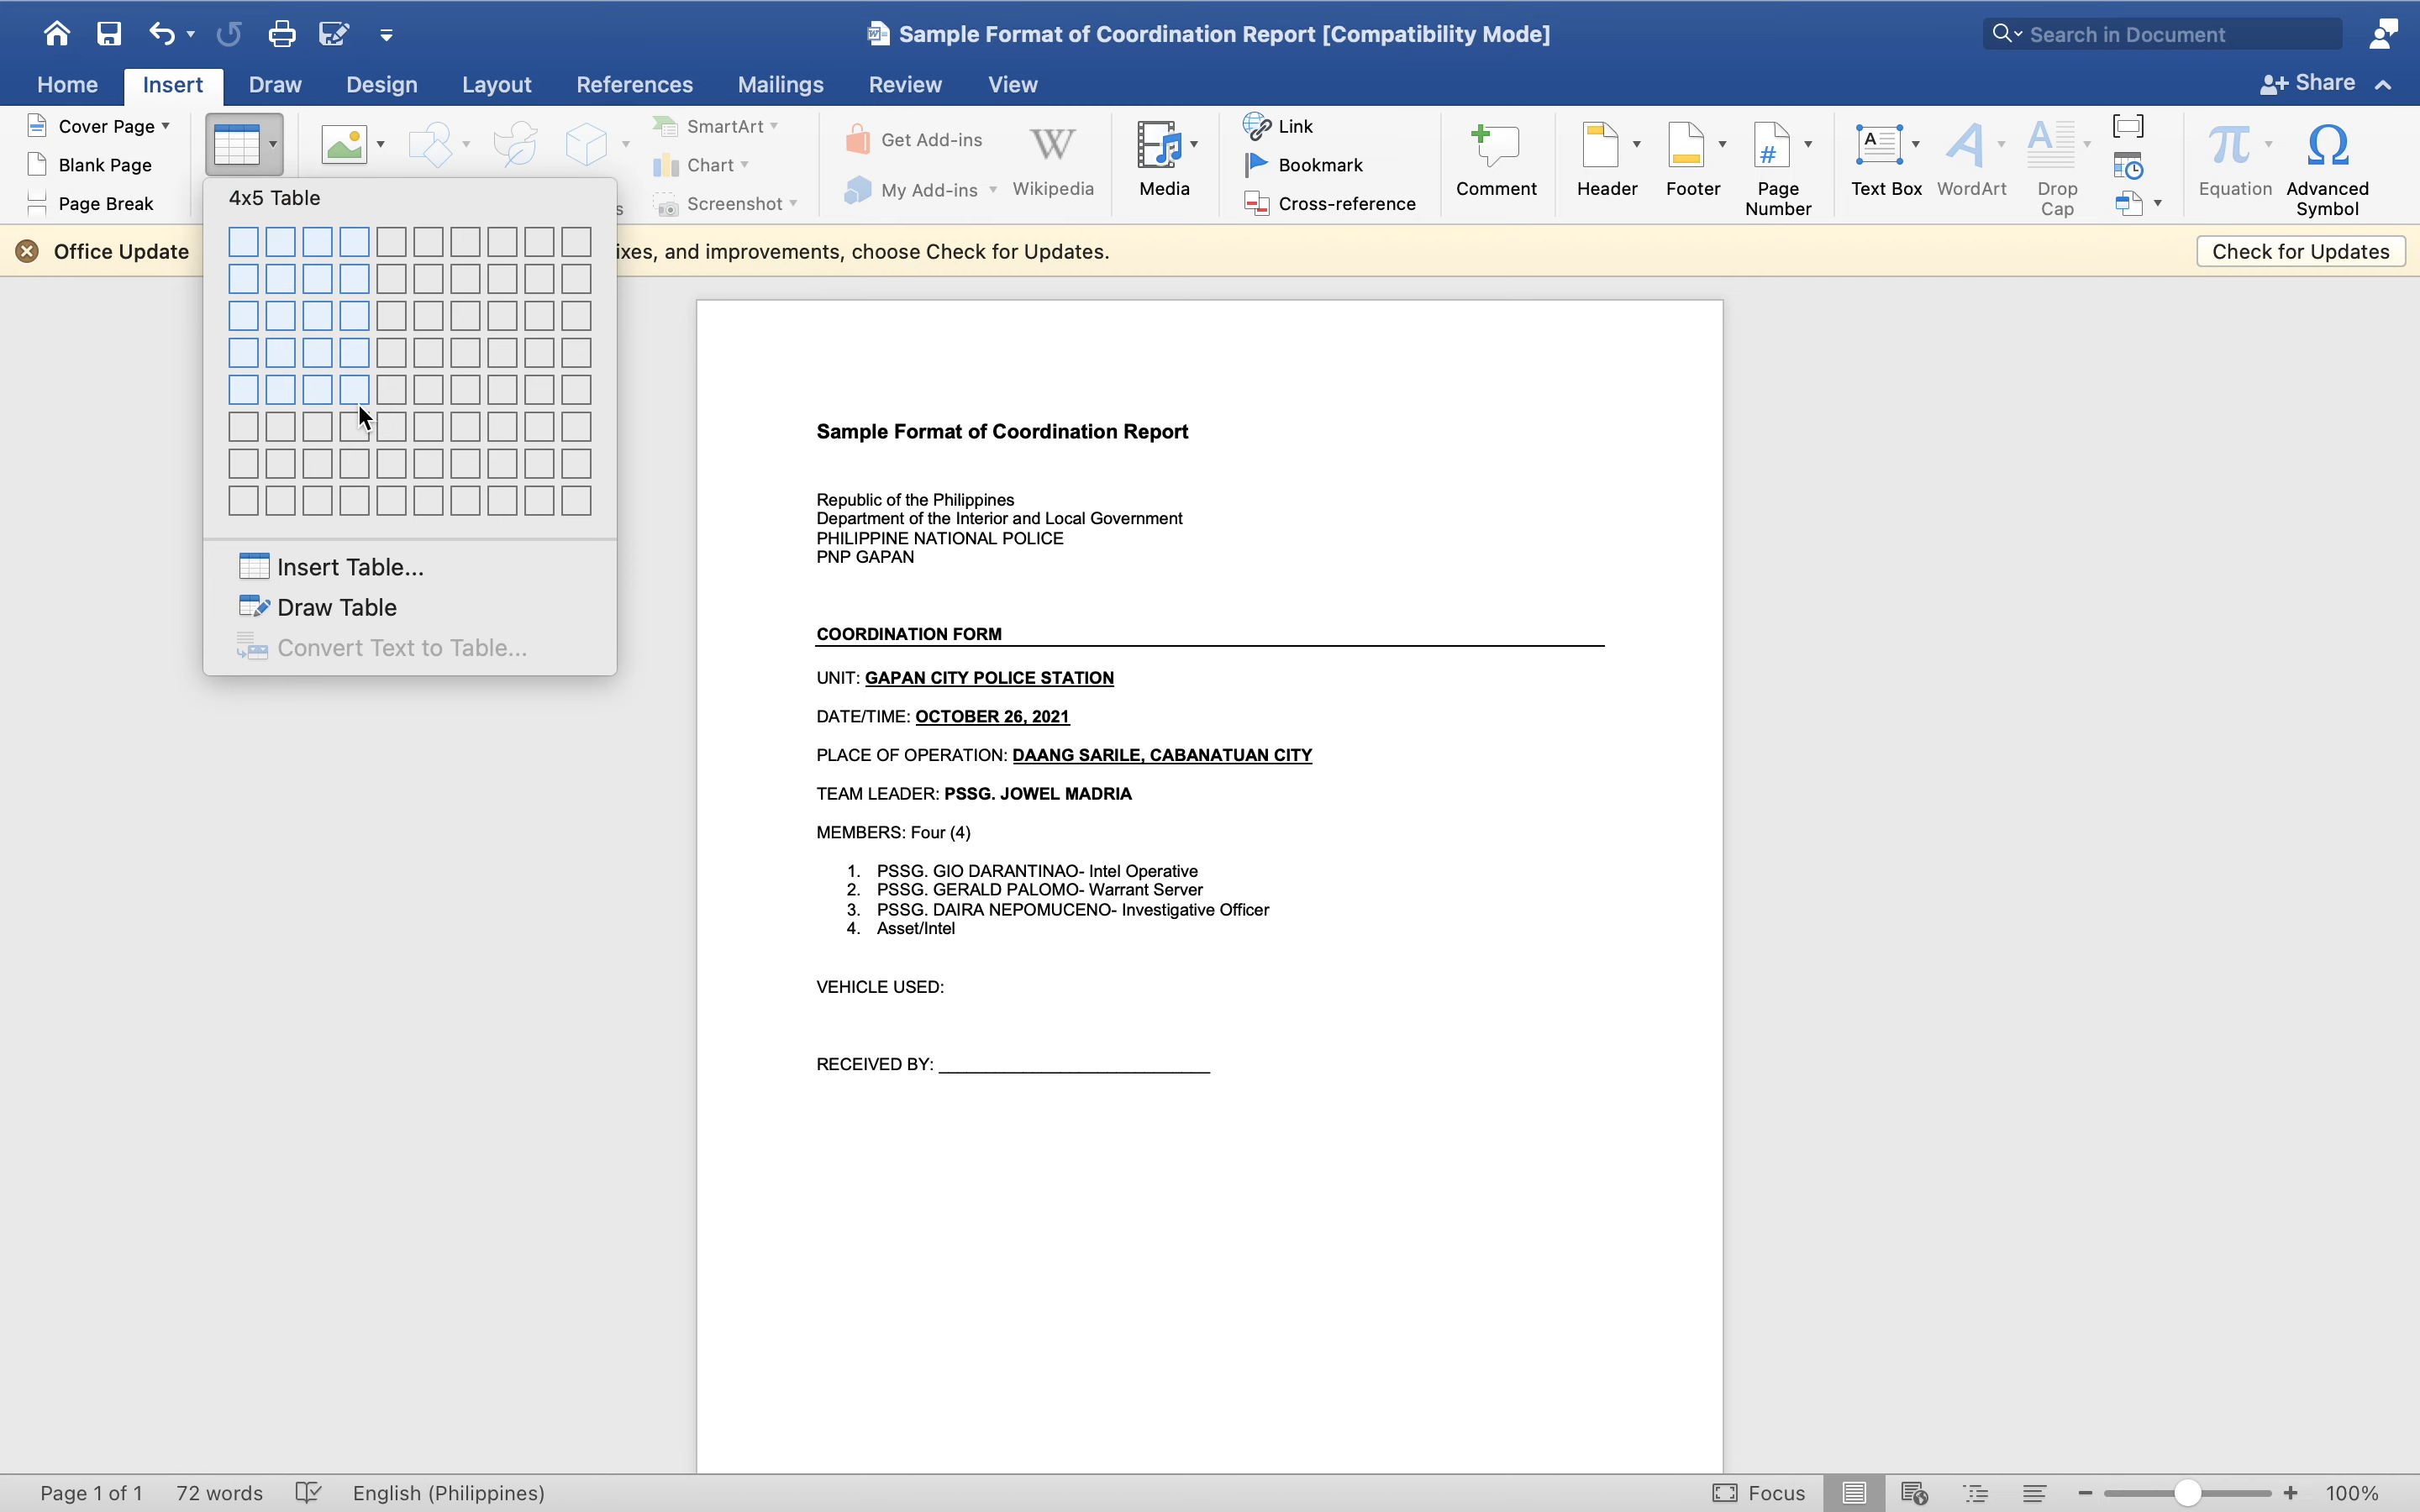 Sample Format of Coordination Report [Compatibility Mode]
Search in Document
Home Insert Draw Design Layout References Mailings Review View
Share
Cover Page
Blank Page
Page Break
SmartArt
Chart
Screenshot
Get Add-ins
My Add-ins
W
Wikipedia
Media
Link
Bookmark
Cross-reference
Comment
Header
Footer
#
Page
Number
A
Text Box
A
WordArt
A
Drop
Cap
π
Equation
Ω
Advanced
Symbol
4x5 Table
Insert Table...
Draw Table
Convert Text to Table...
s
Office Update
ixes, and improvements, choose Check for Updates.
Check for Updates
Sample Format of Coordination Report
Republic of the Philippines
Department of the Interior and Local Government
PHILIPPINE NATIONAL POLICE
PNP GAPAN
COORDINATION FORM
UNIT: GAPAN CITY POLICE STATION
DATE/TIME: OCTOBER 26, 2021
PLACE OF OPERATION: DAANG SARILE, CABANATUAN CITY
TEAM LEADER: PSSG. JOWEL MADRIA
MEMBERS: Four (4)
1. PSSG. GIO DARANTINAO- Intel Operative
2. PSSG. GERALD PALOMO- Warrant Server
3. PSSG. DAIRA NEPOMUCENO- Investigative Officer
4. Asset/Intel
VEHICLE USED:
RECEIVED BY: ______________________________
Page 1 of 1 72 words English (Philippines)
Focus
100%